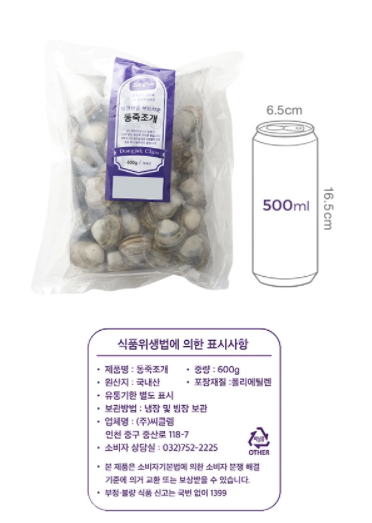 동죽조개
Dongjuk Clam
600g
6.5cm
500ml
16.5cm
식품위생법에 의한 표시사항
• 제품명 : 동죽조개 • 중량 : 600g
• 원산지 : 국내산 • 포장재질 :폴리에틸렌
• 유통기한 별도 표시
• 보관방법 : 냉장 및 빙장 보관
• 업체명 : (주)씨클램
인천 중구 중산로 118-7
• 소비자 상담실 : 032)752-2225
OTHER
• 본 제품은 소비자기본법에 의한 소비자 분쟁 해결
기준에 의거 교환 또는 보상받을 수 있습니다.
• 부정·불량 식품 신고는 국번 없이 1399